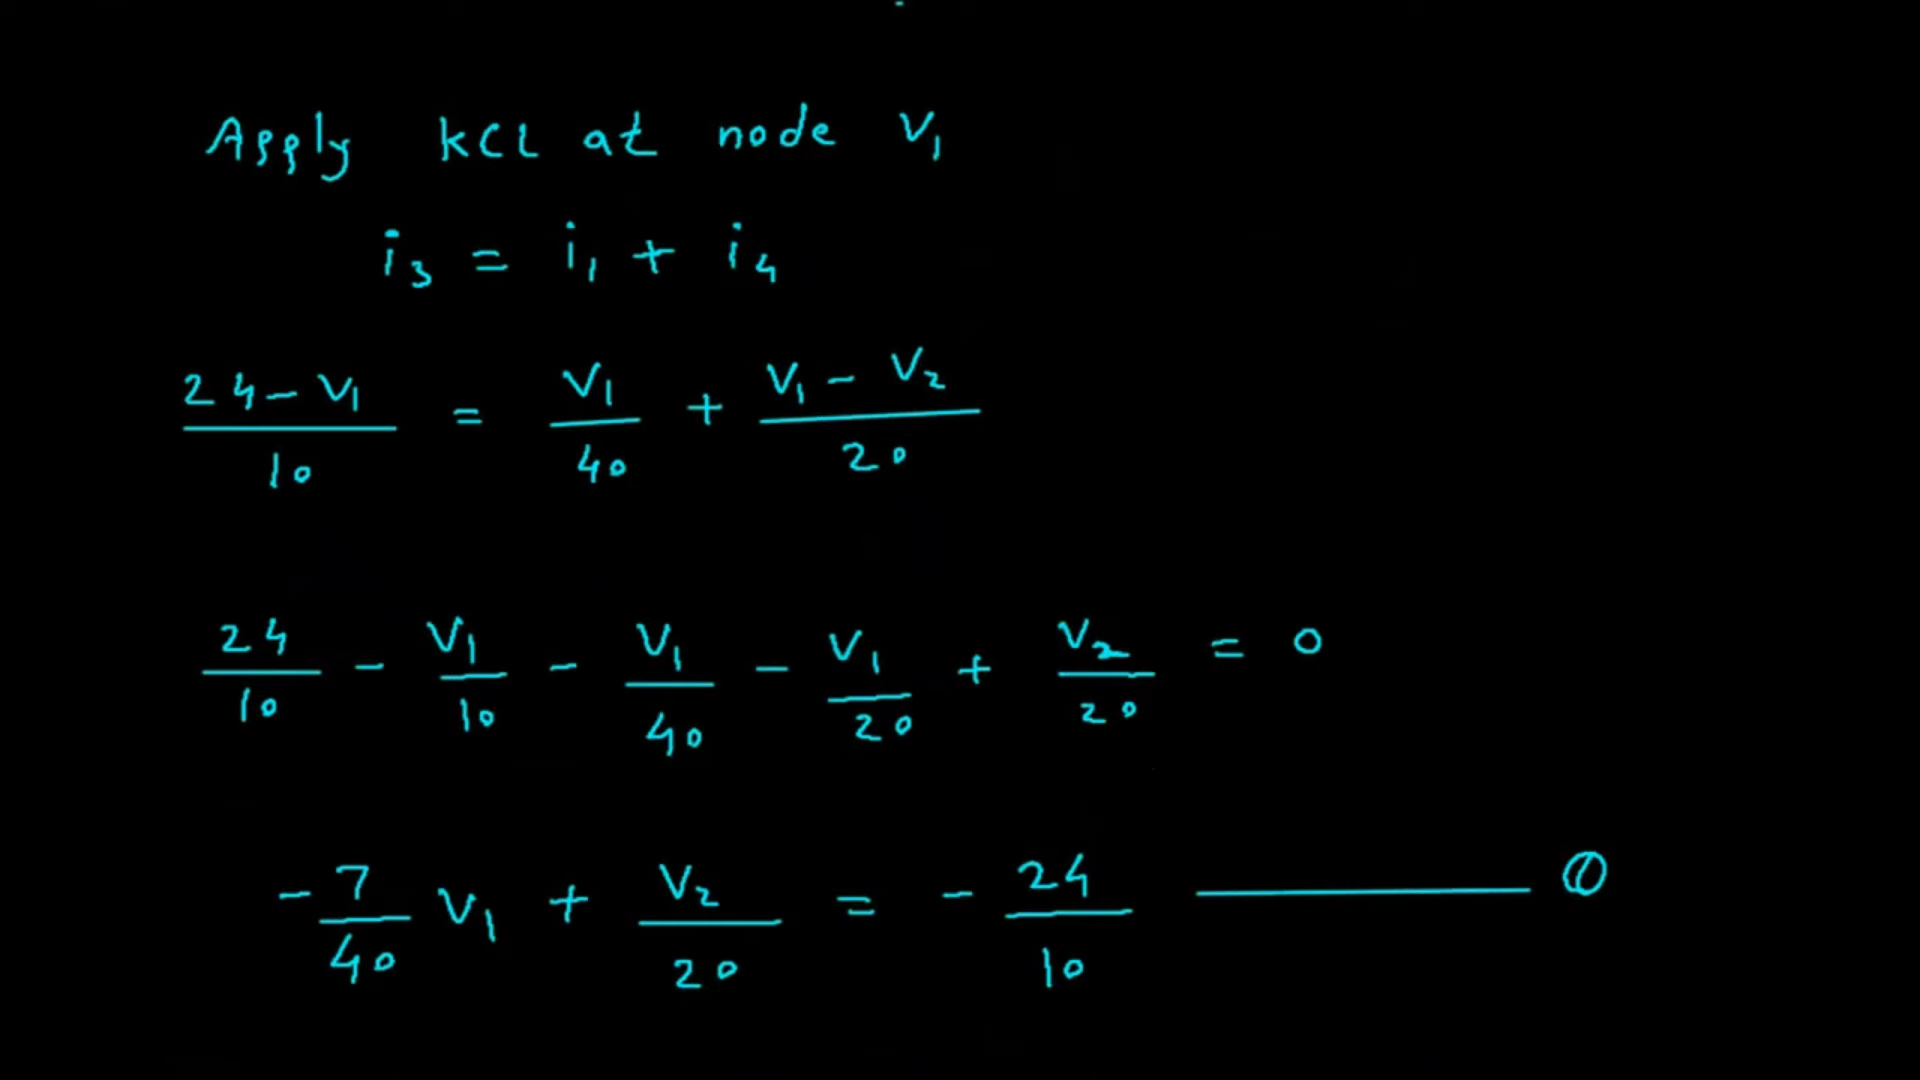 Apply KCL at node V₁
i₃ = i₁ + i₄
(24 - V₁)/10 = V₁/40 + (V₁ - V₂)/20
24/10 - V₁/10 - V₁/40 - V₁/20 + V₂/20 = 0
-7/40 V₁ + V₂/20 = - 24/10 ——— ①